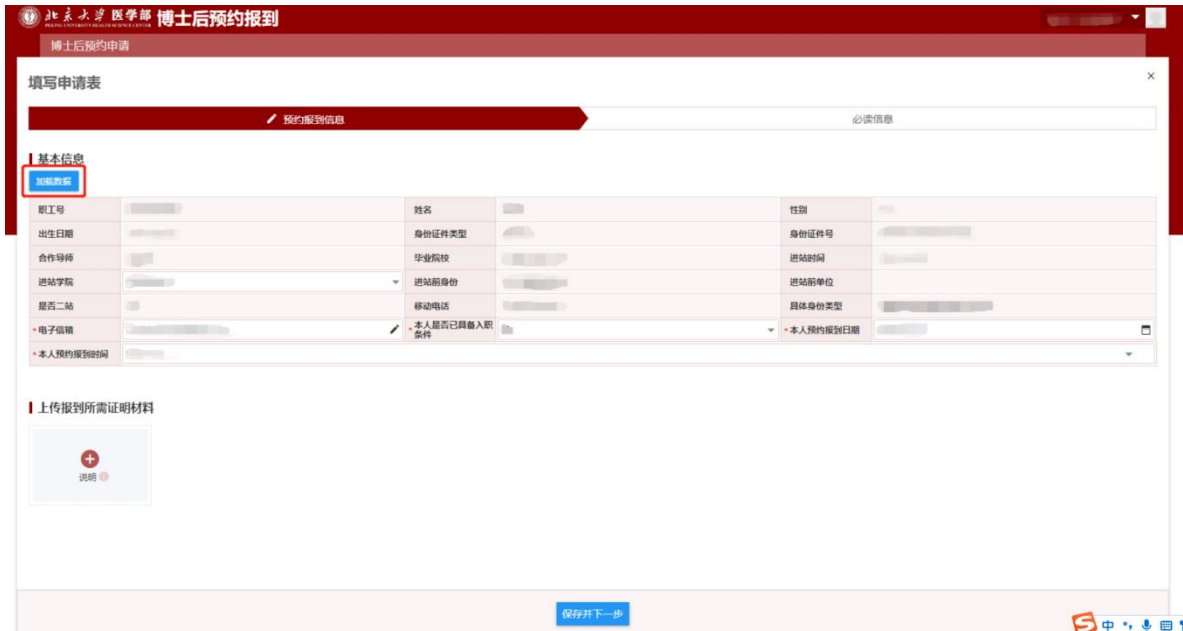 北京大学 医学部 博士后预约报到
PEKING UNIVERSITY HEALTH SCIENCE CENTER
博士后预约申请
填写申请表 ×
预约报到信息 必读信息
基本信息
加载数据
职工号 姓名 性别
出生日期 身份证件类型 身份证件号
合作导师 毕业院校 进站时间
进站学院 进站前身份 进站前单位
是否二站 移动电话 具体身份类型
*电子信箱 *本人是否已具备入职条件 *本人预约报到日期
*本人预约报到时间
上传报到所需证明材料
说明
保存并下一步
中